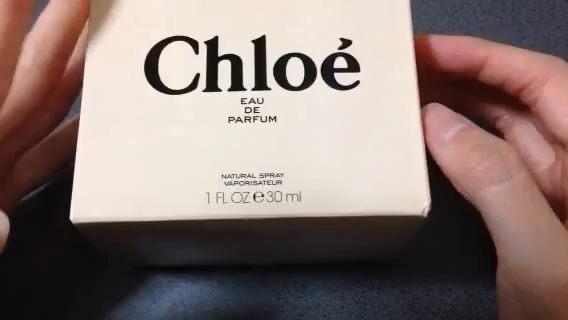 Chloé
EAU
DE
PARFUM
NATURAL SPRAY
VAPORISATEUR
1 FL OZ ℮ 30 ml